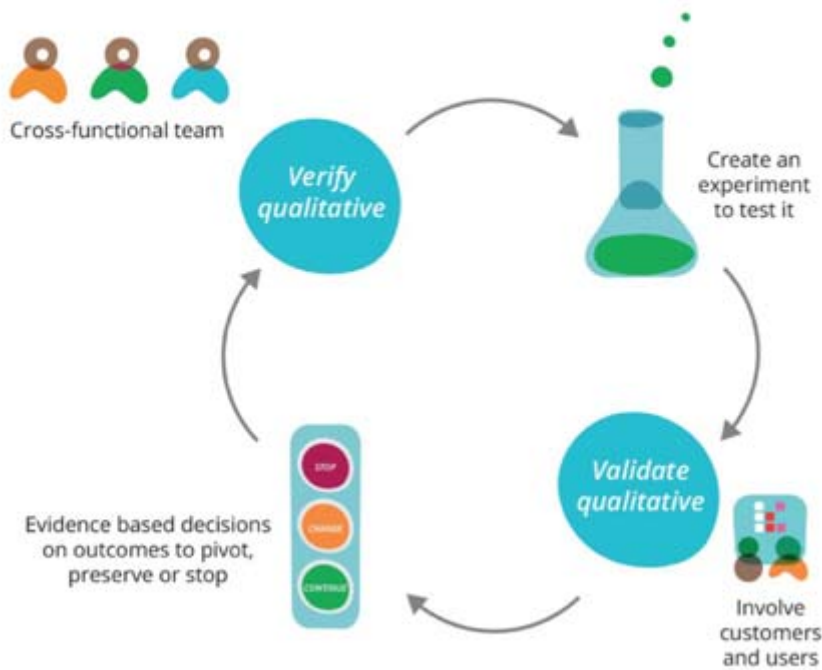 Cross-functional team
Verify
qualitative
Create an
experiment
to test it
Validate
qualitative
Involve
customers
and users
STOP
CHANGE
CONTINUE
Evidence based decisions
on outcomes to pivot,
preserve or stop